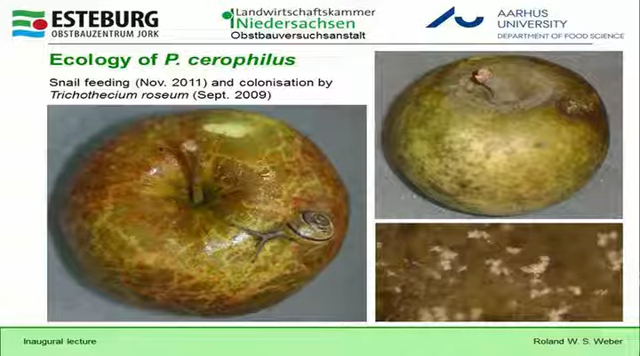 ESTEBURG
OBSTBAUZENTRUM JORK
Landwirtschaftskammer
Niedersachsen
Obstbauversuchsanstalt
AARHUS
UNIVERSITY
DEPARTMENT OF FOOD SCIENCE
Ecology of P. cerophilus
Snail feeding (Nov. 2011) and colonisation by
Trichothecium roseum (Sept. 2009)
Inaugural lecture
Roland W. S. Weber